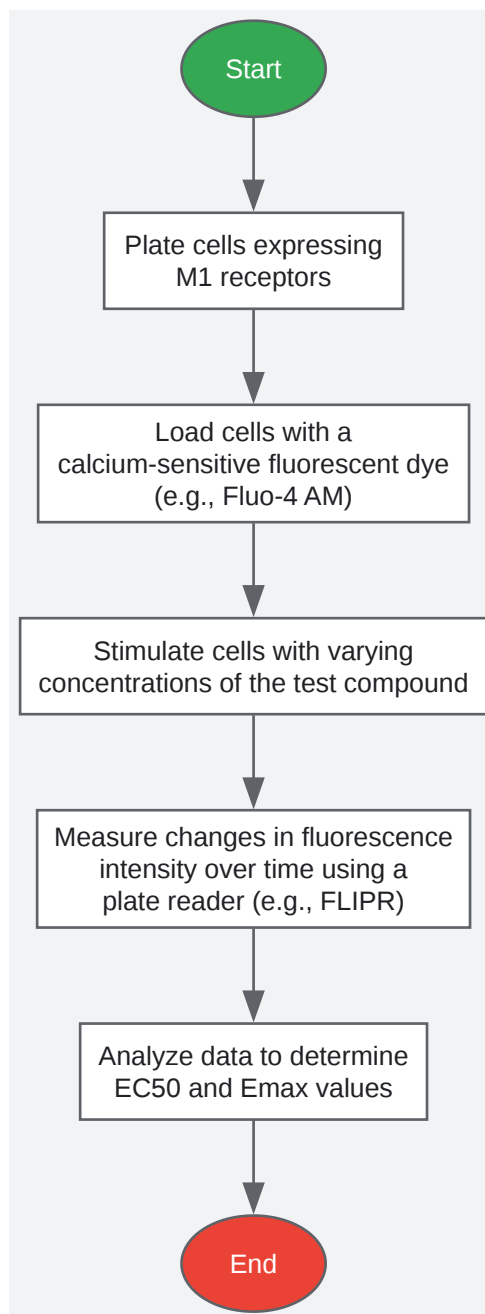 Start
Plate cells expressing
M1 receptors
Load cells with a
calcium-sensitive fluorescent dye
(e.g., Fluo-4 AM)
Stimulate cells with varying
concentrations of the test compound
Measure changes in fluorescence
intensity over time using a
plate reader (e.g., FLIPR)
Analyze data to determine
EC50 and Emax values
End